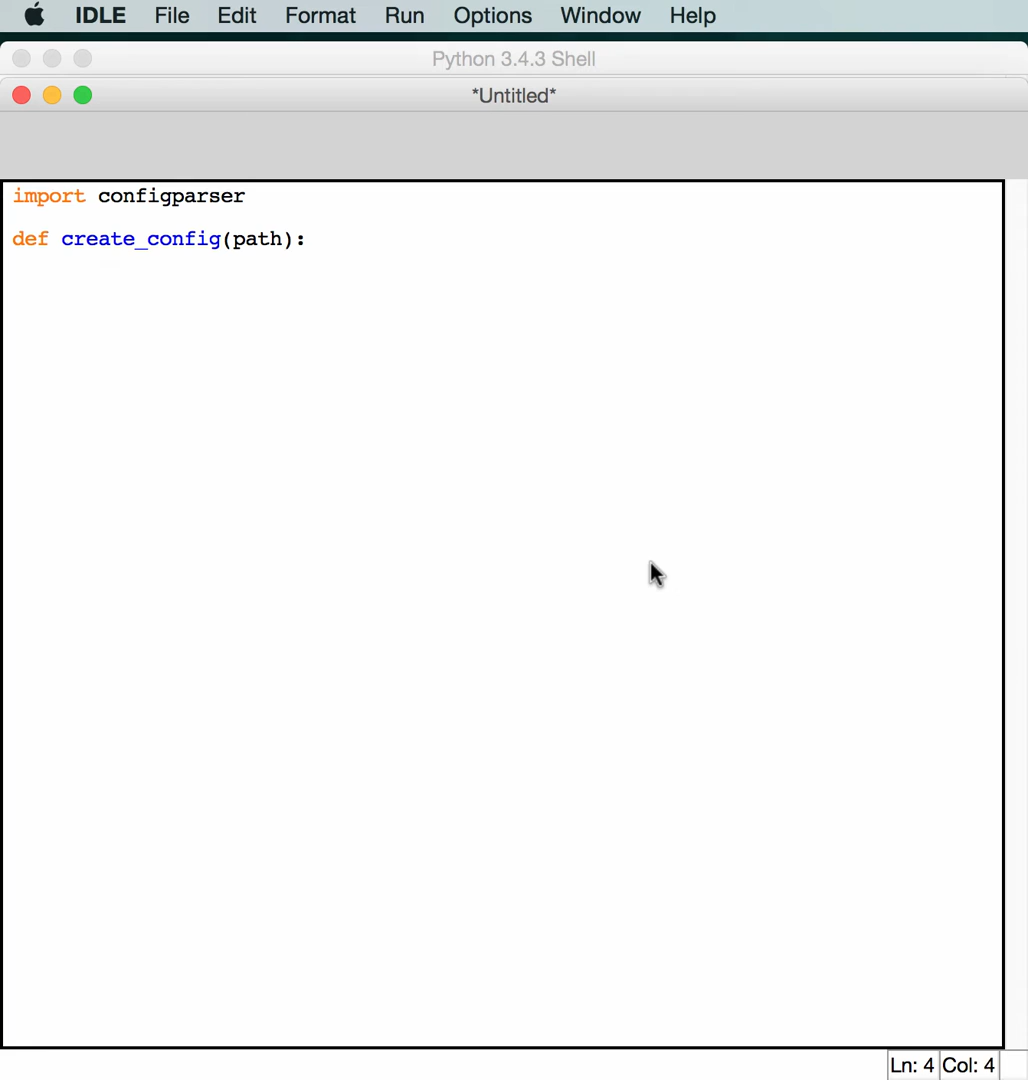 IDLE File Edit Format Run Options Window Help
Python 3.4.3 Shell
*Untitled*
import configparser
def create_config(path):
Ln: 4 Col: 4